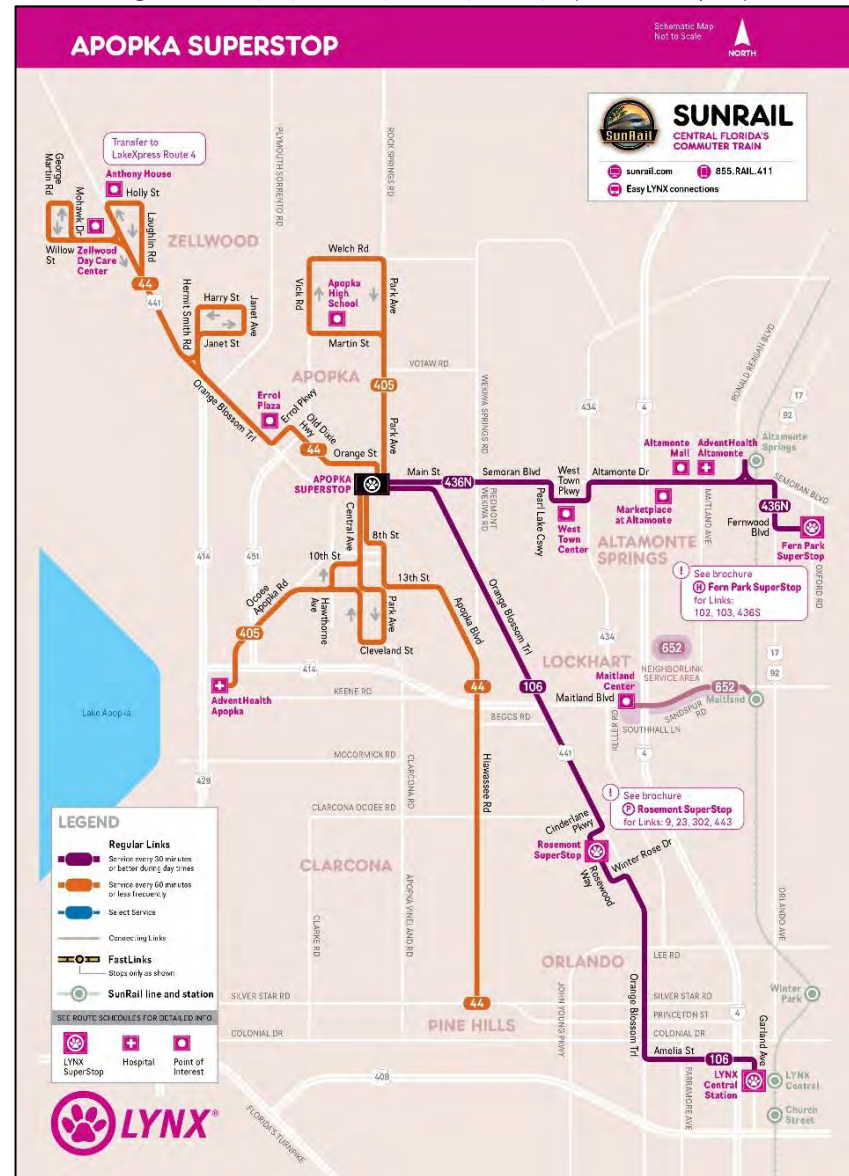 APOPKA SUPERSTOP
Schematic Map
Not to Scale
NORTH
SunRail
SUNRAIL
CENTRAL FLORIDA'S
COMMUTER TRAIN
sunrail.com
855.RAIL.411
Easy LYNX connections
Transfer to
LakeXpress Route 4
Anthony House
Holly St
George
Martin Rd
Mohawk Dr
Laughlin Rd
Willow
St
Zellwood
Day Care
Center
ZELLWOOD
44
441
PLYMOUTH SORRENTO RD
ROCK SPRINGS RD
Hermit Smith Rd
Harry St
Janet Ave
Janet St
Welch Rd
Vick Rd
Apopka
High
School
Park Ave
Martin St
VOTAW RD
405
APOPKA
Orange Blossom Trl
Errol
Plaza
Errol Pkwy
Old Dixie
Hwy
44
Orange St
Park Ave
WEKIWA SPRINGS RD
434
4
RONALD REAGAN BLVD
17
92
APOPKA
SUPERSTOP
Main St
436N
Semoran Blvd
West
Town
Pkwy
Altamonte Dr
Altamonte
Mall
AdventHealth
Altamonte
Altamonte
Springs
SEMORAN BLVD
436N
PIEDMONT
WEKIWA RD
Pearl Lake Cswy
West
Town
Center
Marketplace
at Altamonte
MAITLAND AVE
Fernwood
Blvd
Fern Park
SuperStop
OXFORD RD
ALTAMONTE
SPRINGS
Central Ave
8th St
10th St
13th St
414
451
Ocoee
Apopka Rd
Hawthorne
Ave
Park Ave
Cleveland St
Apopka Blvd
Orange Blossom Trl
405
414
AdventHealth
Apopka
KEENE RD
! See brochure
H Fern Park SuperStop
for Links:
102, 103, 436S
434
652
NEIGHBORLINK
SERVICE AREA
17
92
LOCKHART
Maitland
Center
Maitland Blvd
652
Maitland
SANDSPUR
RD
SOUTHHALL LN
KELLER RD
44
106
BEGGS RD
Lake Apopka
429
MCCORMICK RD
CLARCONA RD
Hiawassee Rd
441
4
CLARCONA OCOEE RD
! See brochure
P Rosemont SuperStop
for Links: 9, 23, 302, 443
Cinderlane
Pkwy
Rosemont
SuperStop
Winter Rose Dr
Rosewood
Way
CLARCONA
CLARKE RD
APOPKA VINELAND RD
ORLANDO AVE
LEGEND
Regular Links
Service every 30 minutes
or better during day times
Service every 60 minutes
or less frequently
Select Service
Connecting Links
FastLinks
Stops only as shown
SunRail line and station
SEE ROUTE SCHEDULES FOR DETAILED INFO
LYNX
SuperStop
Hospital
Point of
Interest
ORLANDO
LEE RD
SILVER STAR RD
44
JOHN YOUNG PKWY
Orange Blossom Trl
SILVER STAR RD
PRINCETON ST
COLONIAL DR
Winter
Park
PINE HILLS
COLONIAL DR
4
Garland Ave
Amelia St
106
408
PARRAMORE AVE
LYNX
Central
Station
LYNX
Central
Church
Street
FLORIDA'S TURNPIKE
LYNX®